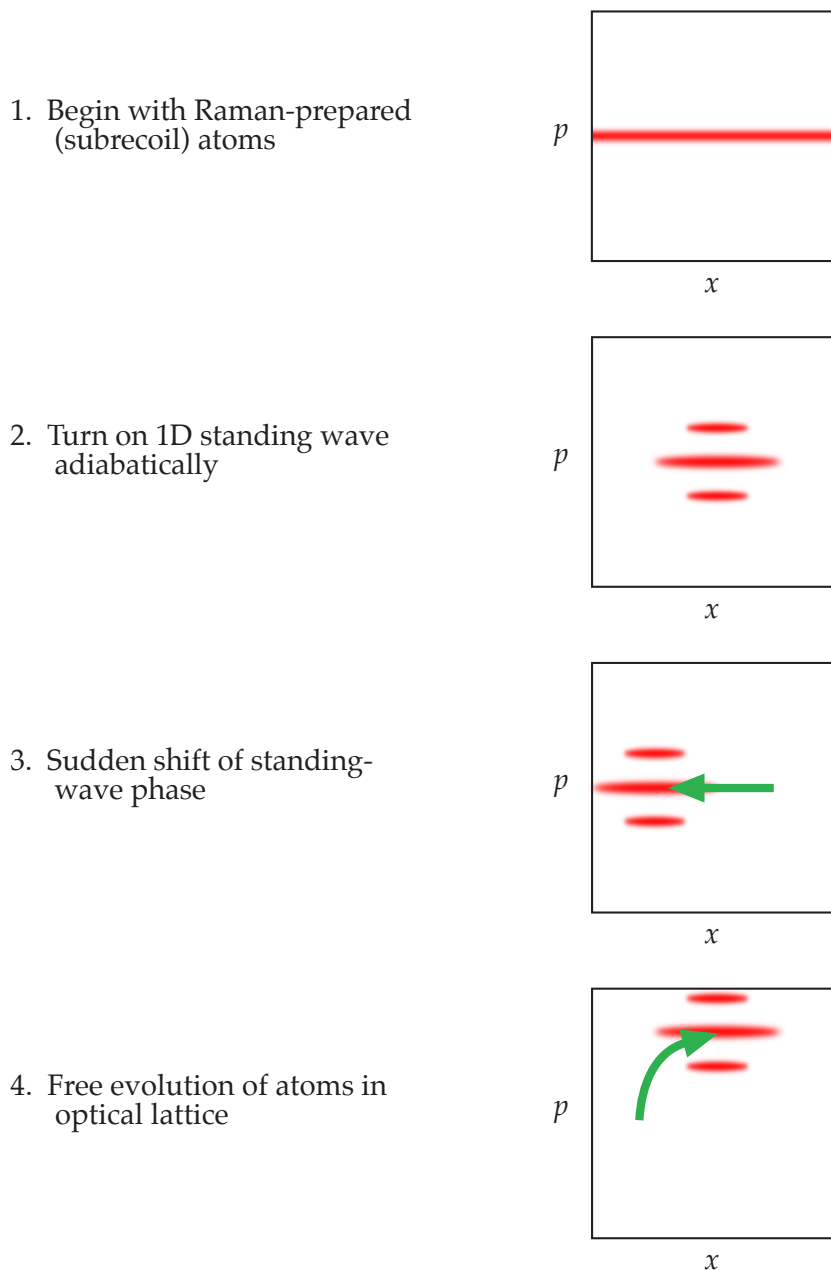 1. Begin with Raman-prepared
(subrecoil) atoms
p
x
2. Turn on 1D standing wave
adiabatically
p
x
3. Sudden shift of standing-
wave phase
p
x
4. Free evolution of atoms in
optical lattice
p
x